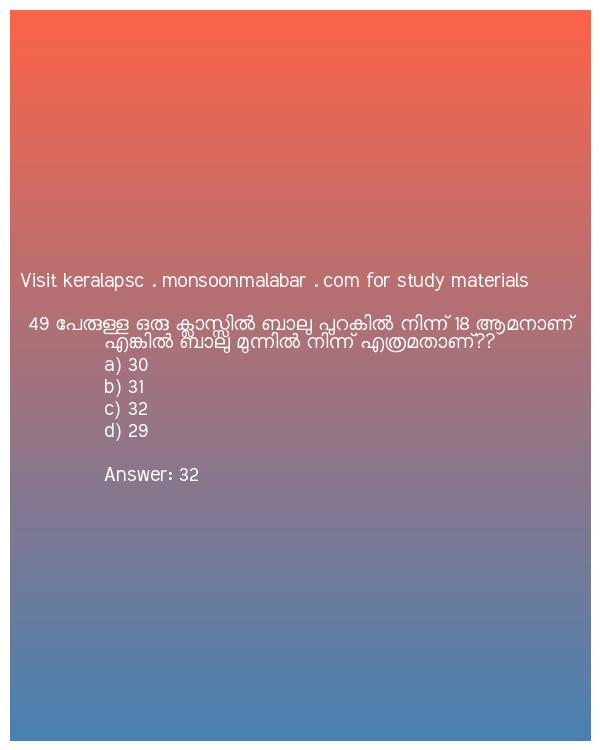 Visit keralapsc . monsoonmalabar . com for study materials
49 പേരുള്ള ഒരു ക്ലാസ്സിൽ ബാലു പുറകിൽ നിന്ന് 18 ആമനാണ്
എങ്കിൽ ബാലു മുന്നിൽ നിന്ന് എത്രമതാണ്??
a) 30
b) 31
c) 32
d) 29
Answer: 32